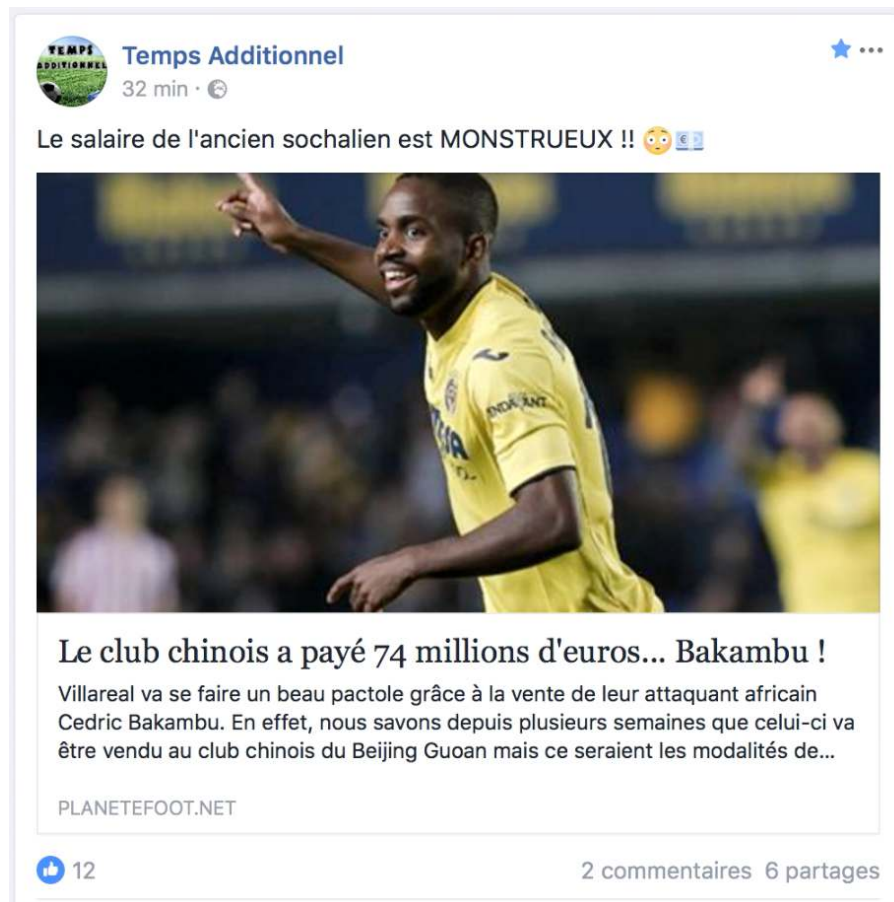 TEMPS
ADDITIONNEL
Temps Additionnel
32 min
Le salaire de l'ancien sochalien est MONSTRUEUX !!
ENDAVANT
Le club chinois a payé 74 millions d'euros... Bakambu !
Villareal va se faire un beau pactole grâce à la vente de leur attaquant africain
Cedric Bakambu. En effet, nous savons depuis plusieurs semaines que celui-ci va
être vendu au club chinois du Beijing Guoan mais ce seraient les modalités de...
PLANETEFOOT.NET
12
2 commentaires 6 partages